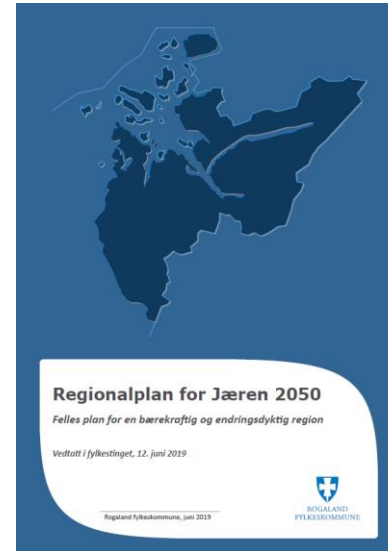 Regionalplan for Jæren 2050
Felles plan for en bærekraftig og endringsdyktig region
Vedtatt i fylkestinget, 12. juni 2019
Rogaland fylkeskommune, juni 2019
ROGALAND
FYLKESKOMMUNE